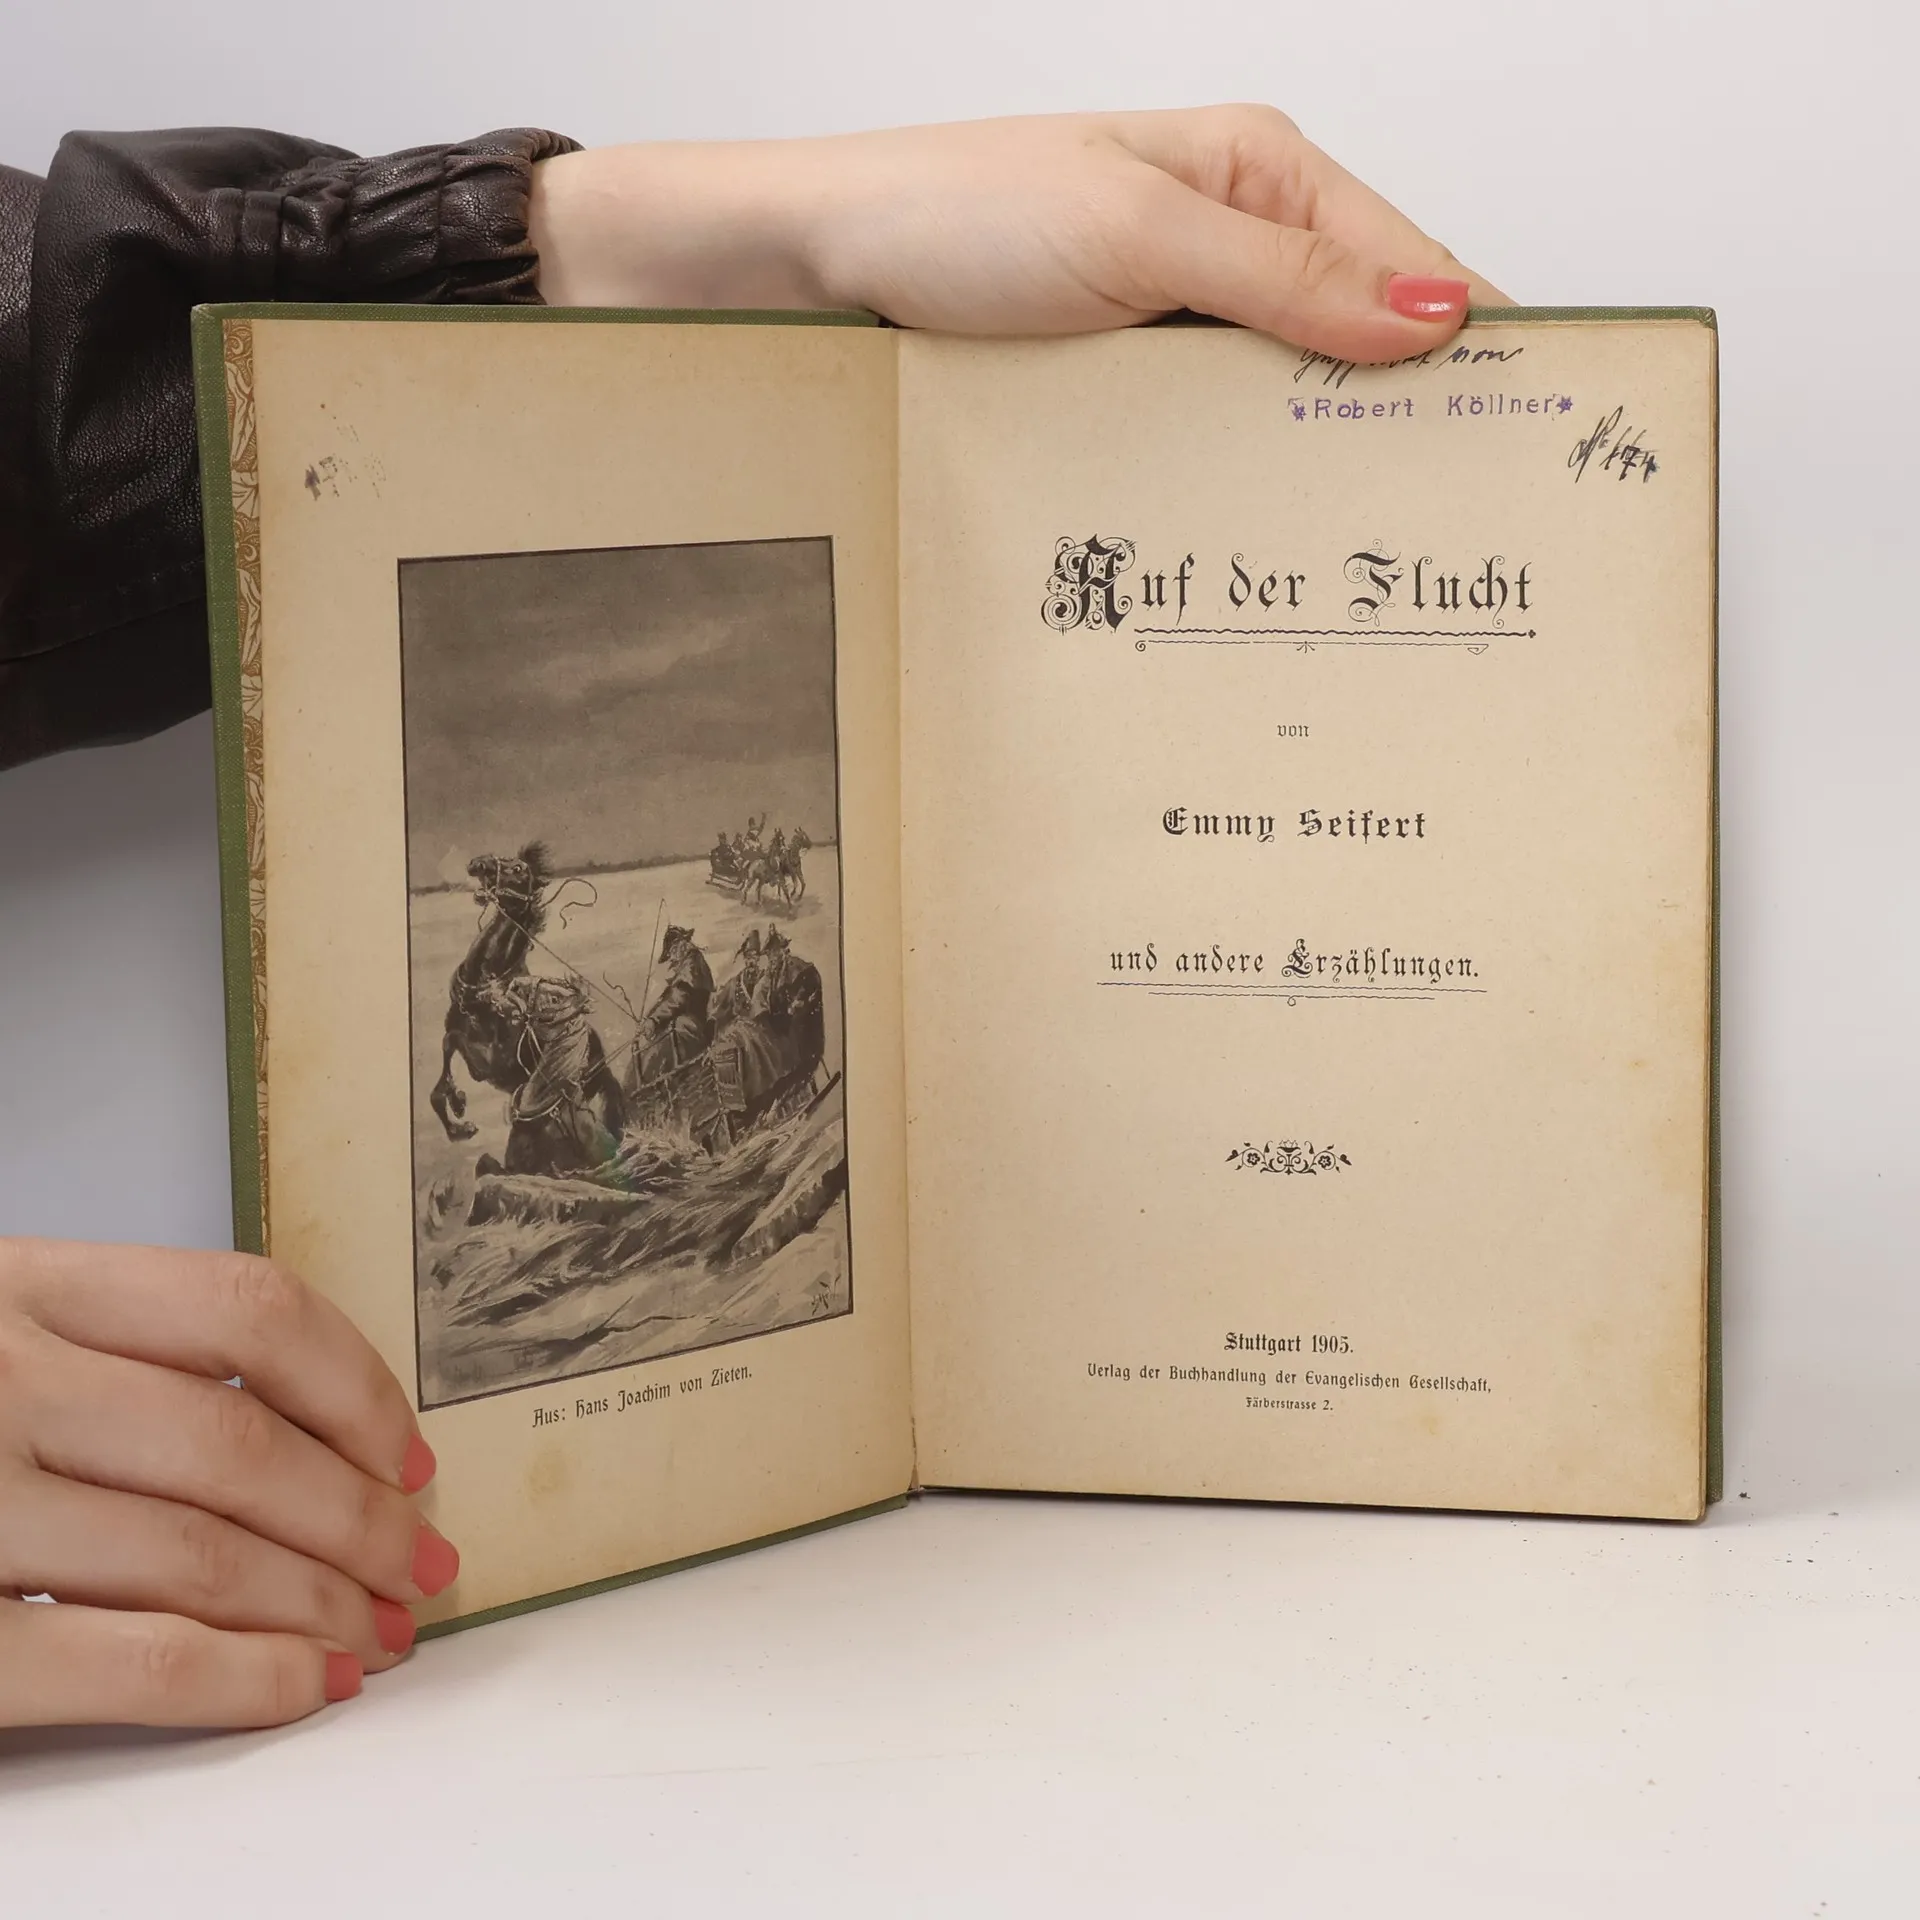 von
✶Robert Köllner✶
Auf der Flucht
von
Emmy Seifert
und andere Erzählungen.
Stuttgart 1905.
Verlag der Buchhandlung der Evangelischen Gesellschaft,
Färberstrasse 2.
Aus: Hans Joachim von Zieten.